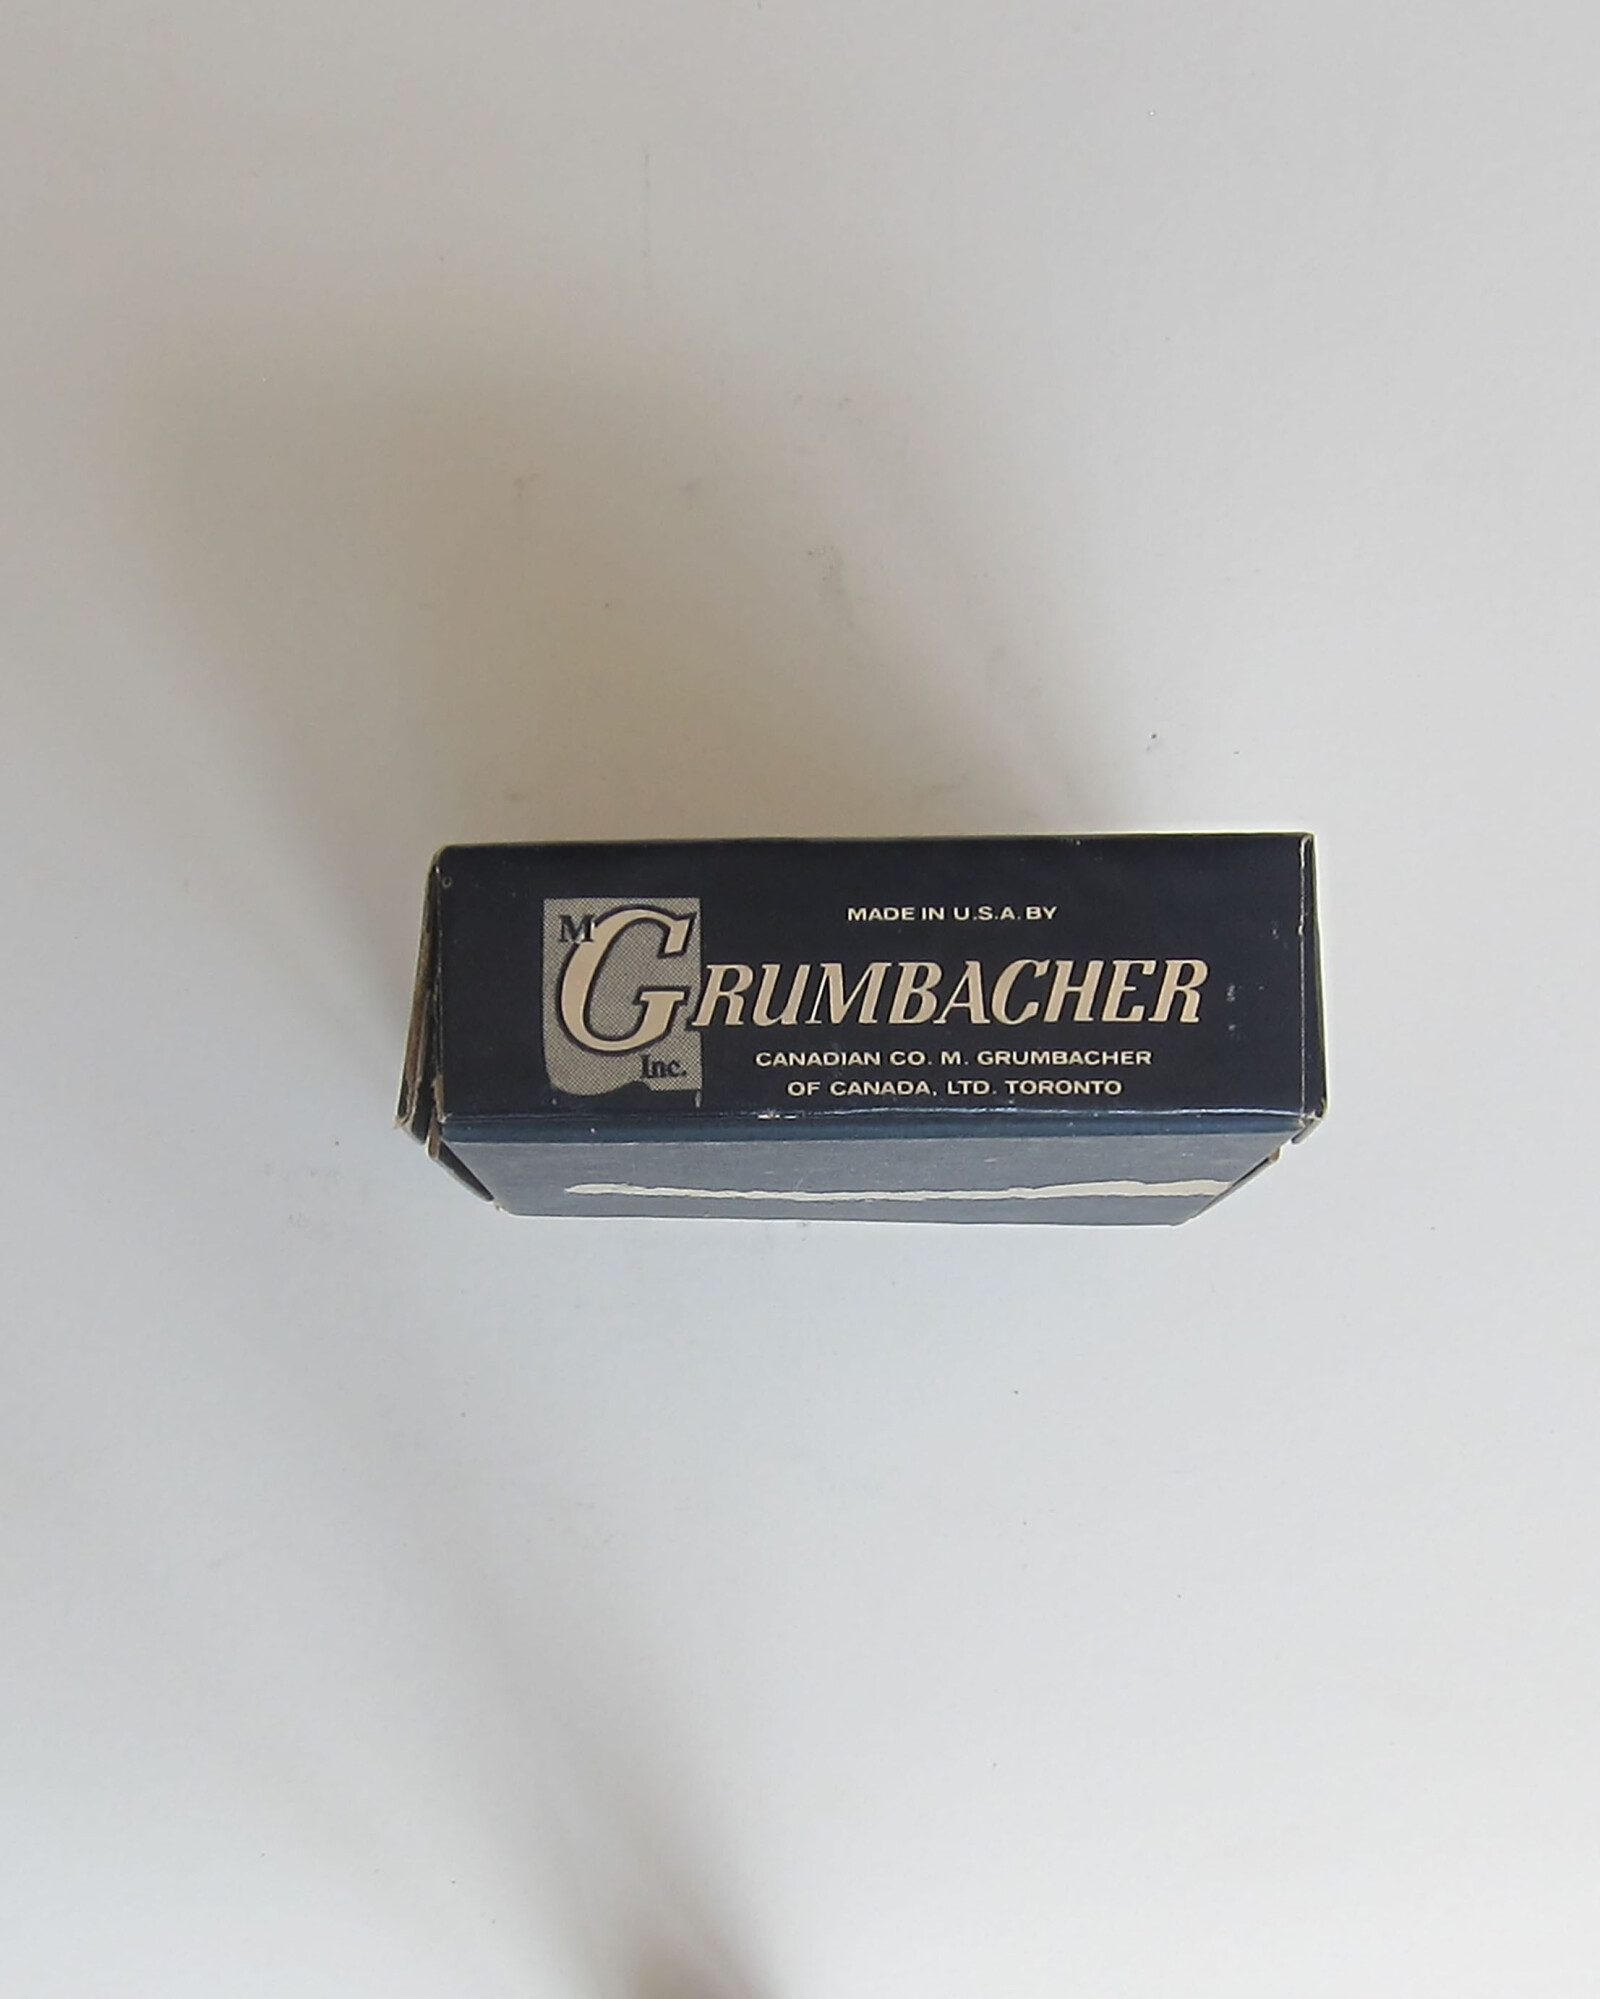 MADE IN U.S.A. BY
M GRUMBACHER
Inc.
CANADIAN CO. M. GRUMBACHER
OF CANADA, LTD. TORONTO